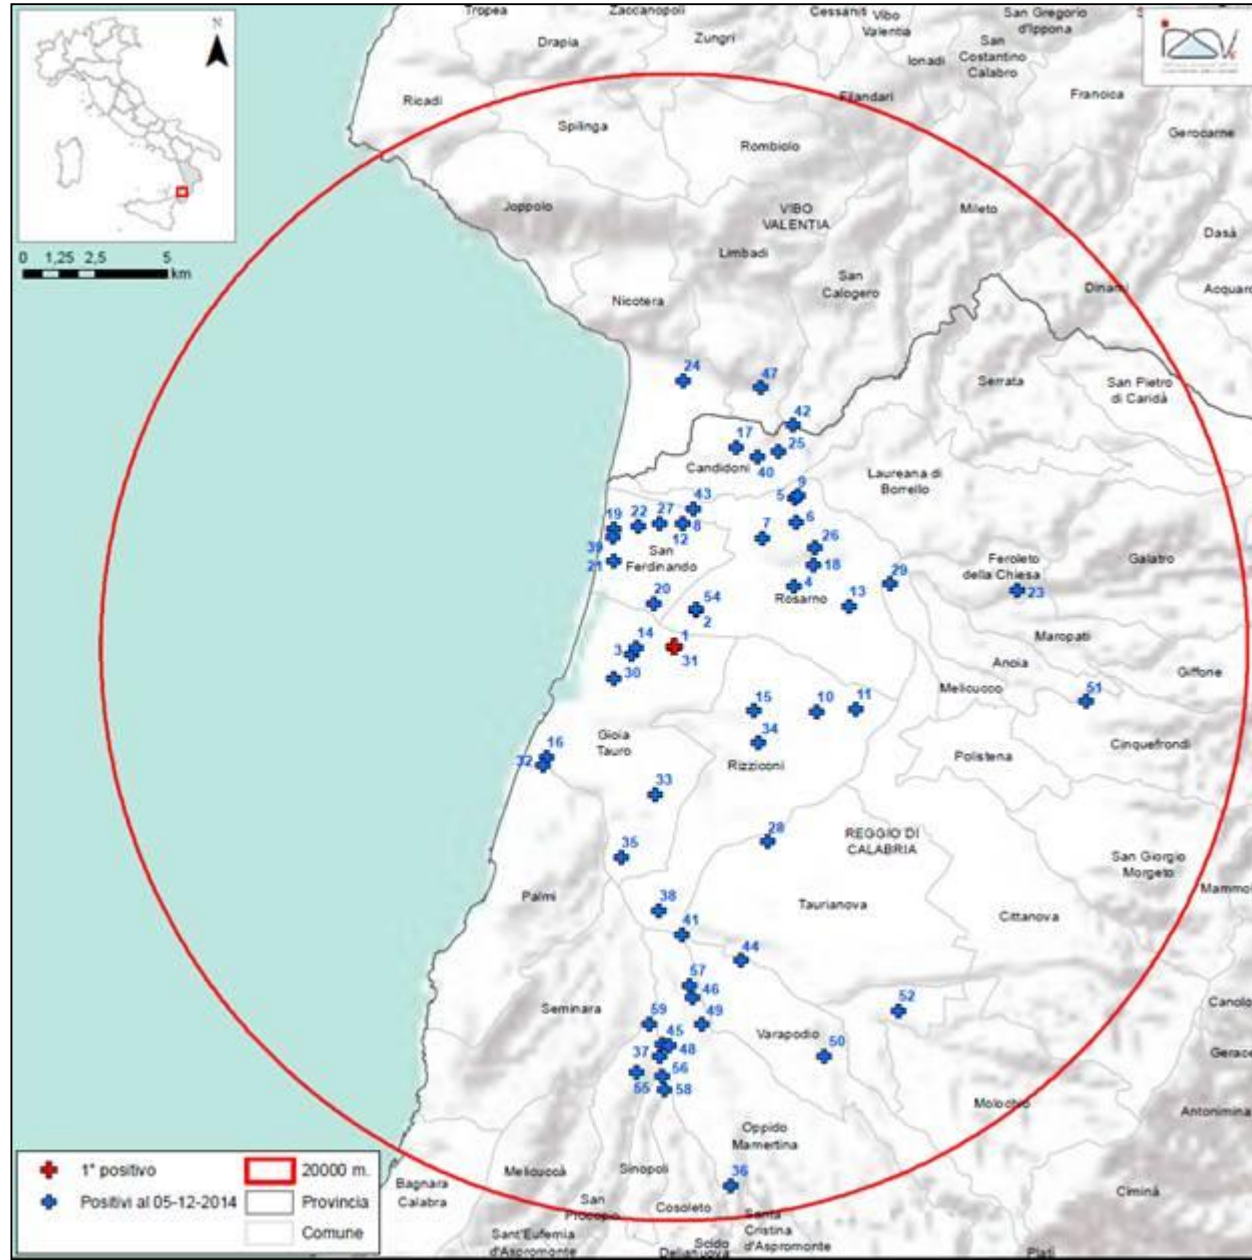 Tropea
Zaccanopoli
Cessaniti
Vibo
Valentia
San Gregorio
d'Ippona
Drapia
Zungri
San
Costantino
Calabro
Ionadi
N
Ricadi
Filandari
Francica
Spilinga
Gerocarne
Rombiolo
Joppolo
VIBO
VALENTIA
Mileto
Dasà
Limbadi
0 1,25 2,5 5
km
San
Calogero
Dinami
Acquaro
Nicotera
24
47
Serrata
San Pietro
di Caridà
42
17
25
Candidoni
40
Laureana di
Borrello
9
5
43
19
22
27
8
6
7
12
26
39
San
Ferdinando
21
18
Feroleto
della Chiesa
Galatro
29
23
4
Rosarno
13
20
54
2
14
1
3
31
Maropati
Anoia
Giffone
30
Melicucco
51
15
10
11
34
Gioia
Tauro
16
32
Rizziconi
Polistena
Cinquefrondi
33
28
REGGIO DI
CALABRIA
35
San Giorgio
Morgeto
Palmi
Taurianova
Cittanova
38
41
44
57
46
52
Seminara
59
49
Varapodio
45
48
37
50
56
55
58
Molochio
Antonimina
Oppido
Mamertina
1° positivo
20000 m.
Positivi al 05-12-2014
Provincia
Comune
Melicuccà
Sinopoli
36
Bagnara
Calabra
San
Procopio
Cosoleto
Ciminà
Sant'Eufemia
d'Aspromonte
Scido
Delianuova
Santa
Cristina
d'Aspromonte
Platì